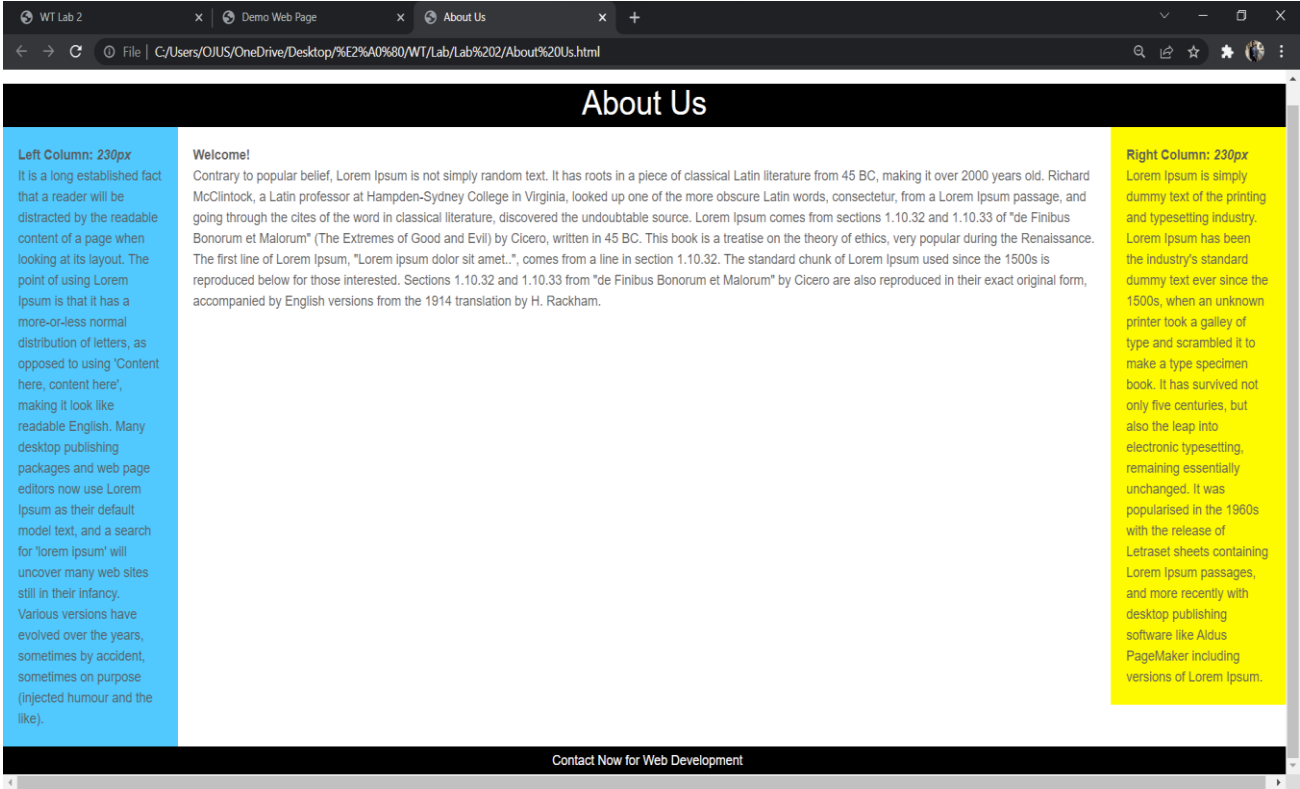 WT Lab 2
Demo Web Page
About Us
File
C:/Users/OJUS/OneDrive/Desktop/%E2%A0%80/WT/Lab/Lab%202/About%20Us.html
About Us
Left Column: 230px
It is a long established fact
that a reader will be
distracted by the readable
content of a page when
looking at its layout. The
point of using Lorem
Ipsum is that it has a
more-or-less normal
distribution of letters, as
opposed to using 'Content
here, content here',
making it look like
readable English. Many
desktop publishing
packages and web page
editors now use Lorem
Ipsum as their default
model text, and a search
for 'lorem ipsum' will
uncover many web sites
still in their infancy.
Various versions have
evolved over the years,
sometimes by accident,
sometimes on purpose
(injected humour and the
like).
Welcome!
Contrary to popular belief, Lorem Ipsum is not simply random text. It has roots in a piece of classical Latin literature from 45 BC, making it over 2000 years old. Richard
McClintock, a Latin professor at Hampden-Sydney College in Virginia, looked up one of the more obscure Latin words, consectetur, from a Lorem Ipsum passage, and
going through the cites of the word in classical literature, discovered the undoubtable source. Lorem Ipsum comes from sections 1.10.32 and 1.10.33 of "de Finibus
Bonorum et Malorum" (The Extremes of Good and Evil) by Cicero, written in 45 BC. This book is a treatise on the theory of ethics, very popular during the Renaissance.
The first line of Lorem Ipsum, "Lorem ipsum dolor sit amet..", comes from a line in section 1.10.32. The standard chunk of Lorem Ipsum used since the 1500s is
reproduced below for those interested. Sections 1.10.32 and 1.10.33 from "de Finibus Bonorum et Malorum" by Cicero are also reproduced in their exact original form,
accompanied by English versions from the 1914 translation by H. Rackham.
Right Column: 230px
Lorem Ipsum is simply
dummy text of the printing
and typesetting industry.
Lorem Ipsum has been
the industry's standard
dummy text ever since the
1500s, when an unknown
printer took a galley of
type and scrambled it to
make a type specimen
book. It has survived not
only five centuries, but
also the leap into
electronic typesetting,
remaining essentially
unchanged. It was
popularised in the 1960s
with the release of
Letraset sheets containing
Lorem Ipsum passages,
and more recently with
desktop publishing
software like Aldus
PageMaker including
versions of Lorem Ipsum.
Contact Now for Web Development